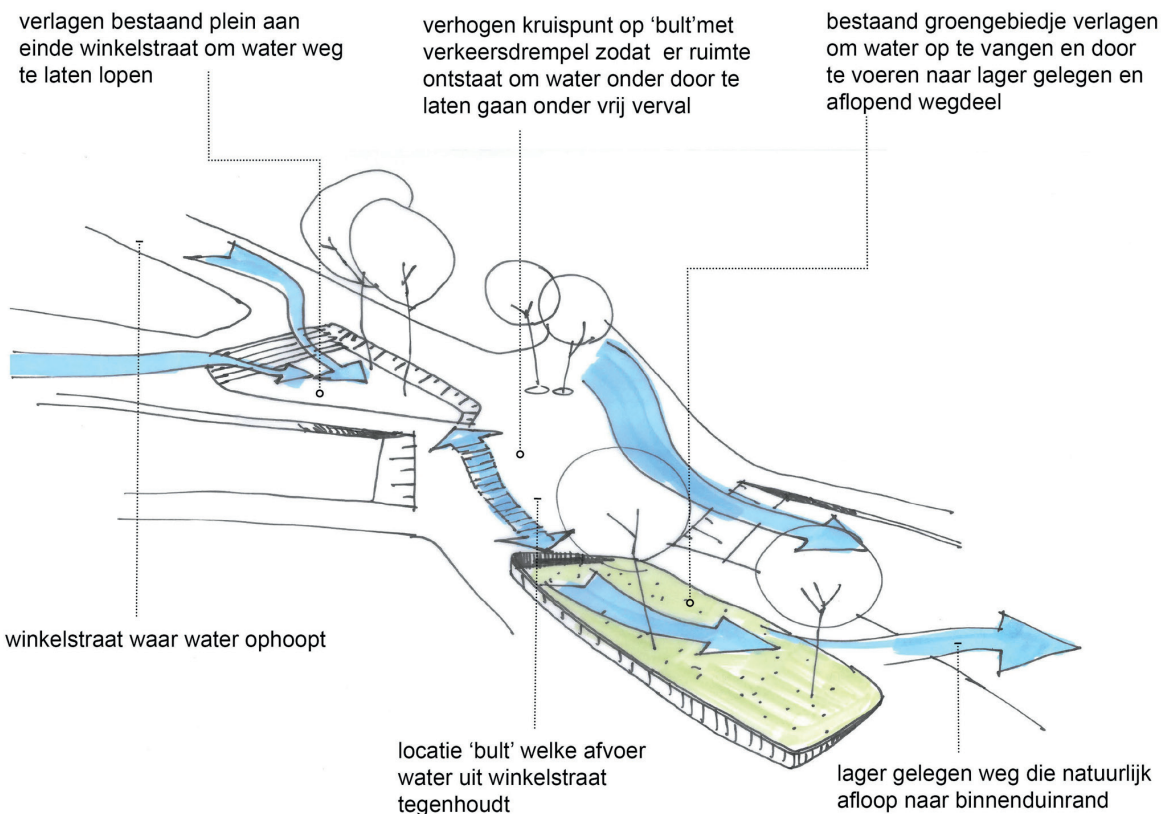 verlagen bestaand plein aan
einde winkelstraat om water weg
te laten lopen
verhogen kruispunt op ‘bult’met
verkeersdrempel zodat er ruimte
ontstaat om water onder door te
laten gaan onder vrij verval
bestaand groengebiedje verlagen
om water op te vangen en door
te voeren naar lager gelegen en
aflopend wegdeel
winkelstraat waar water ophoopt
locatie ‘bult’ welke afvoer
water uit winkelstraat
tegenhoudt
lager gelegen weg die natuurlijk
afloop naar binnenduinrand